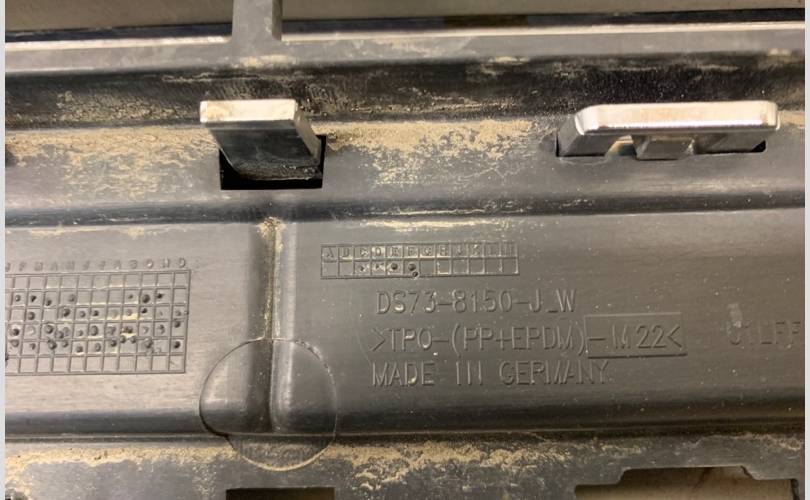 J F M A M J J A S O N D
A B C D E F G H J K L M
DS73-8150-J_W
>TPO-(PP+EPDM)-M22<
MADE IN GERMANY